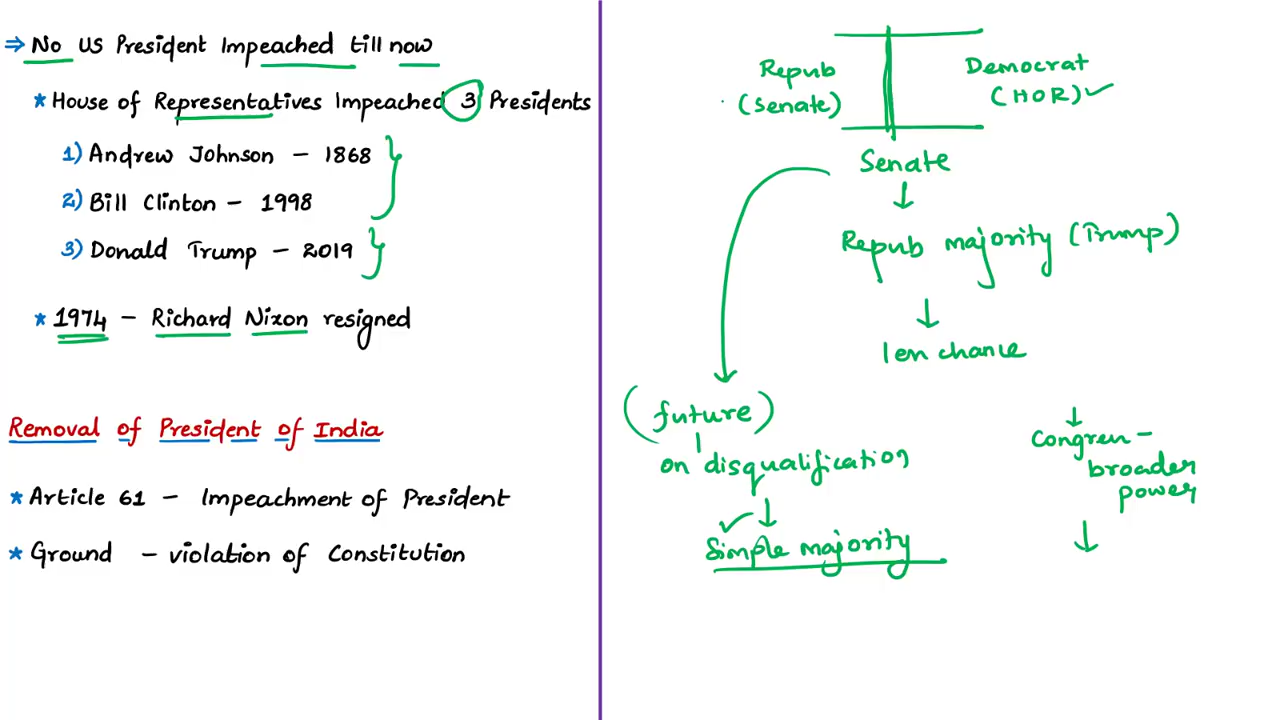 ⇒ No US President Impeached till now
* House of Representatives Impeached 3 Presidents
1) Andrew Johnson – 1868
2) Bill Clinton – 1998
3) Donald Trump – 2019
* 1974 – Richard Nixon resigned
Removal of President of India
* Article 61 – Impeachment of President
* Ground – violation of Constitution
Repub
(Senate)
Democrat
(HOR) ✓
Senate
↓
Repub majority (Trump)
↓
less chance
(future)
on disqualification
↓
Simple majority
↓
Congress –
broader
power
↓